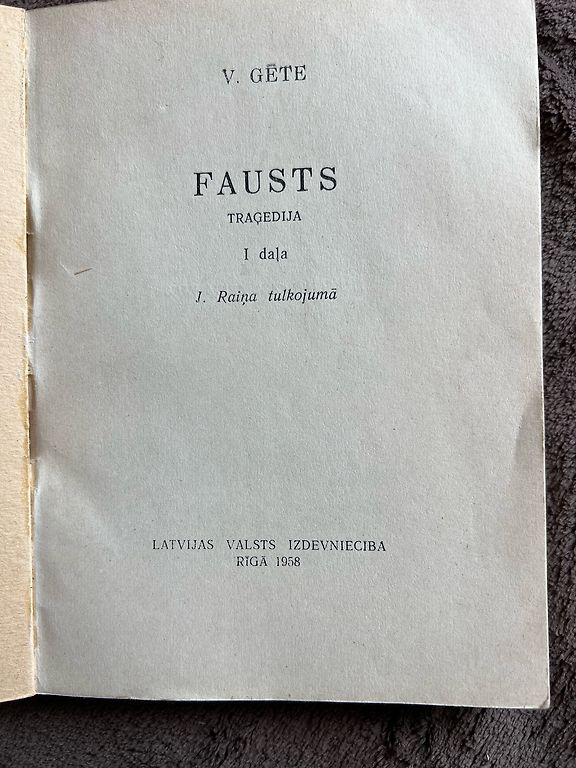 V. GĒTE
FAUSTS
TRAĢEDIJA
I daļa
J. Raiņa tulkojumā
LATVIJAS VALSTS IZDEVNIECĪBA
RĪGĀ 1958